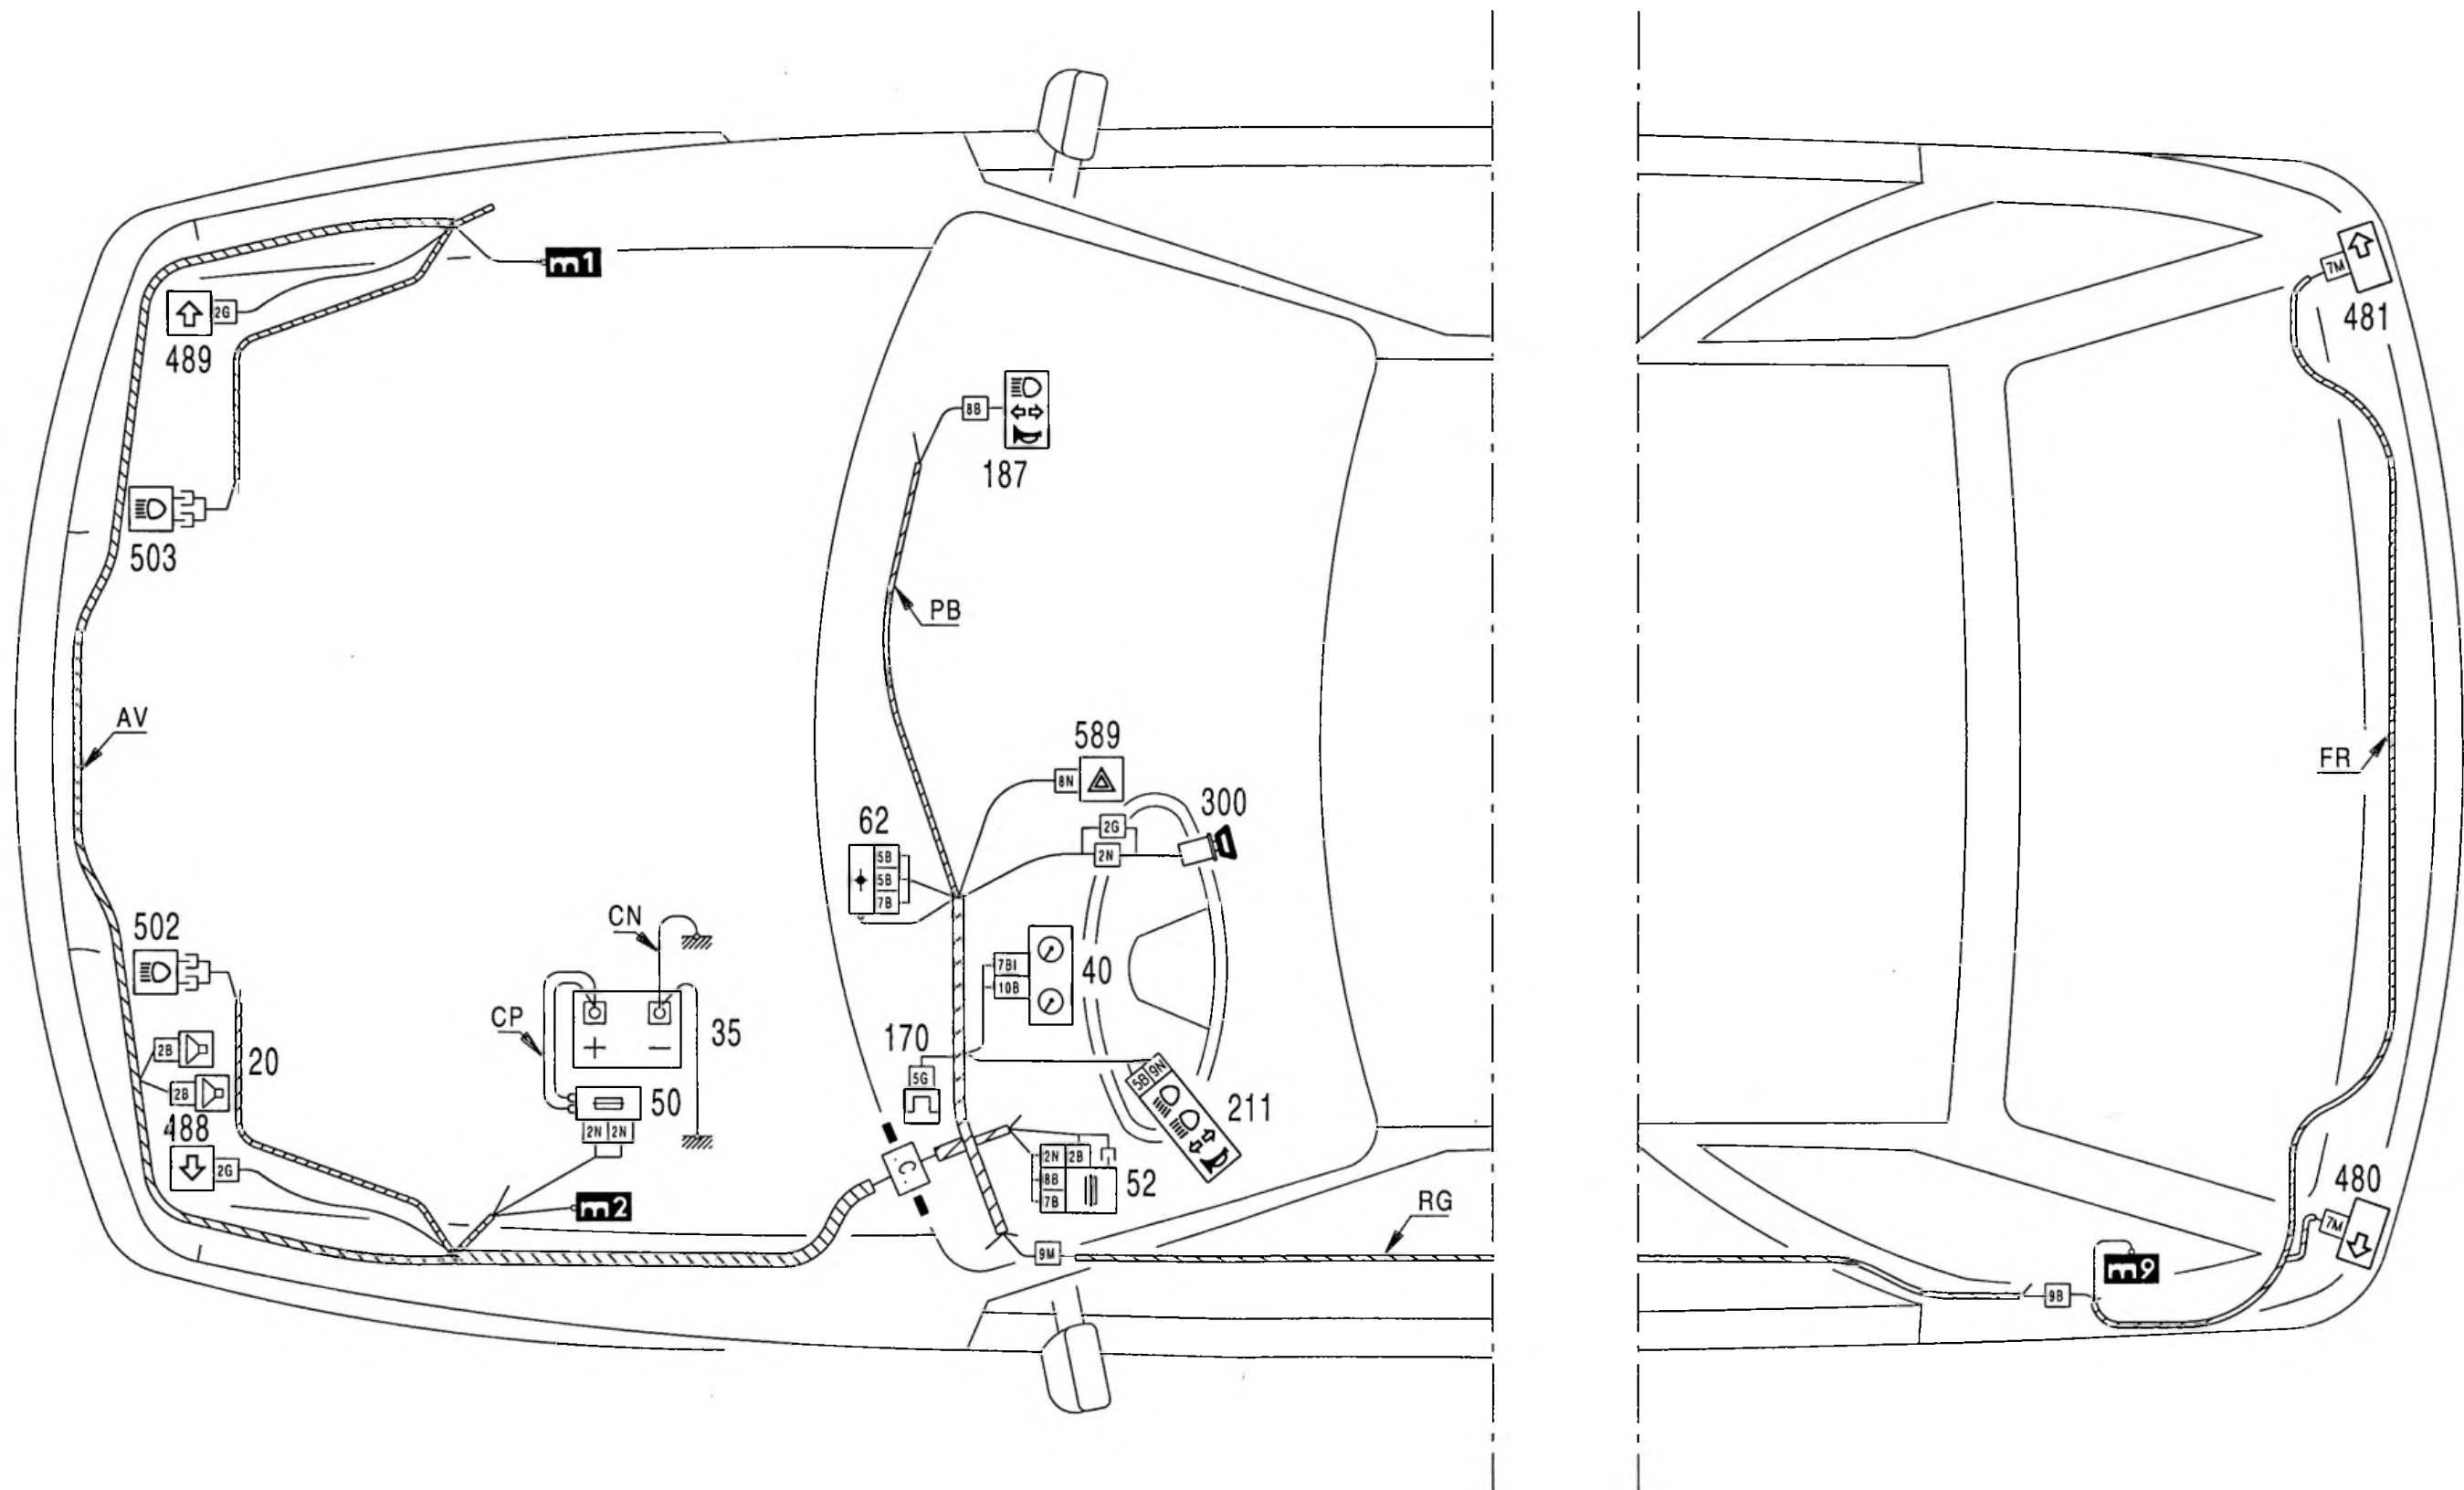 m1
2G
489
7M
481
8B
187
503
PB
AV
589
8N
300
2G
2N
62
5B
5B
7B
FR
502
CN
7BI
10B
40
CP
+ −
35
170
5G
2B
20
2B
50
2N 2N
488
2G
5B 9N
211
.C.
2N 2B
8B
7B
52
m2
9M
RG
480
7M
m9
9B